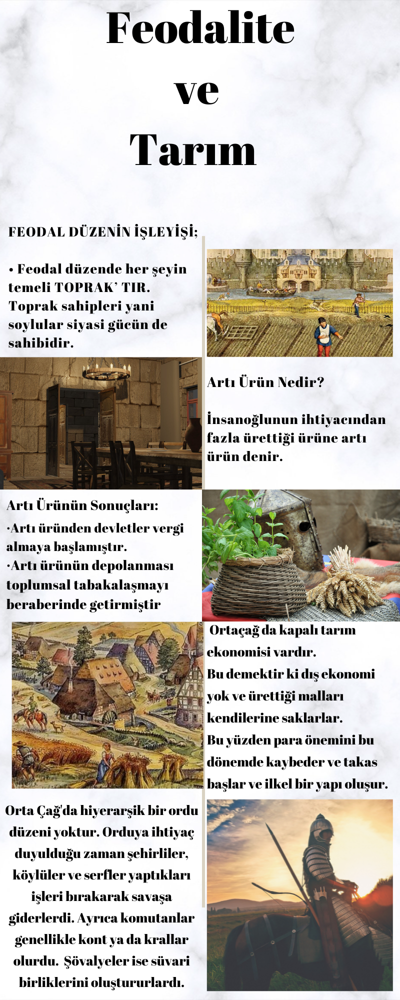 Feodalite
ve
Tarım
FEODAL DÜZENİN İŞLEYİŞİ;
• Feodal düzende her şeyin
temeli TOPRAK’ TIR.
Toprak sahipleri yani
soylular siyasi gücün de
sahibidir.
Artı Ürün Nedir?
İnsanoğlunun ihtiyacından
fazla ürettiği ürüne artı
ürün denir.
Artı Ürünün Sonuçları:
·Artı üründen devletler vergi
almaya başlamıştır.
·Artı ürünün depolanması
toplumsal tabakalaşmayı
beraberinde getirmiştir
Ortaçağ da kapalı tarım
ekonomisi vardır.
Bu demektir ki dış ekonomi
yok ve ürettiği malları
kendilerine saklarlar.
Bu yüzden para önemini bu
dönemde kaybeder ve takas
başlar ve ilkel bir yapı oluşur.
Orta Çağ'da hiyerarşik bir ordu
düzeni yoktur. Orduya ihtiyaç
duyulduğu zaman şehirliler,
köylüler ve serfler yaptıkları
işleri bırakarak savaşa
giderlerdi. Ayrıca komutanlar
genellikle kont ya da krallar
olurdu.  Şövalyeler ise süvari
birliklerini oluştururlardı.